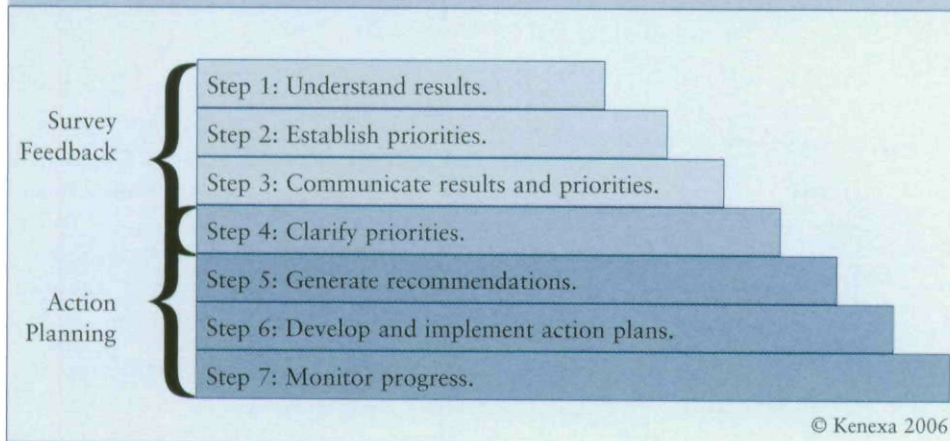 Survey
Feedback
Step 1: Understand results.
Step 2: Establish priorities.
Step 3: Communicate results and priorities.
Step 4: Clarify priorities.
Action
Planning
Step 5: Generate recommendations.
Step 6: Develop and implement action plans.
Step 7: Monitor progress.
© Kenexa 2006